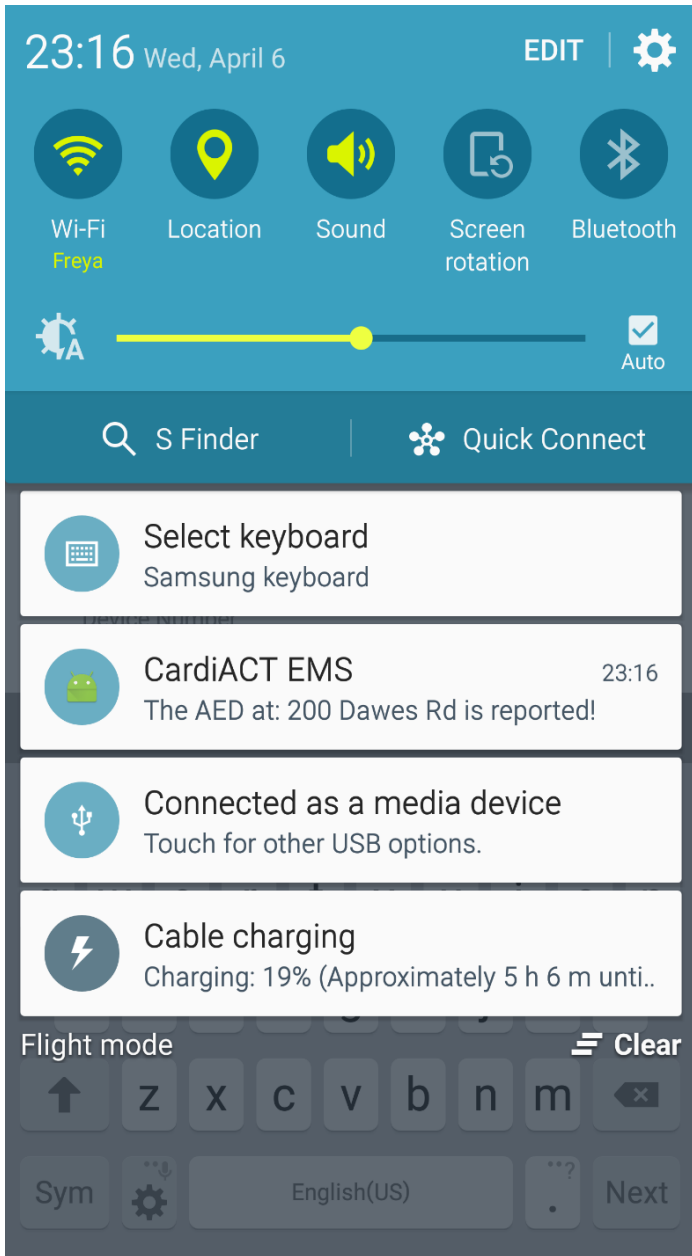 23:16 Wed, April 6 EDIT
Wi-Fi Location Sound Screen rotation Bluetooth
Freya
A
Auto
S Finder Quick Connect
Select keyboard
Samsung keyboard
Device Number
CardiACT EMS 23:16
The AED at: 200 Dawes Rd is reported!
Connected as a media device
Touch for other USB options.
Cable charging
Charging: 19% (Approximately 5 h 6 m unti..
Flight mode Clear
z x c v b n m
Sym English(US) . ? Next